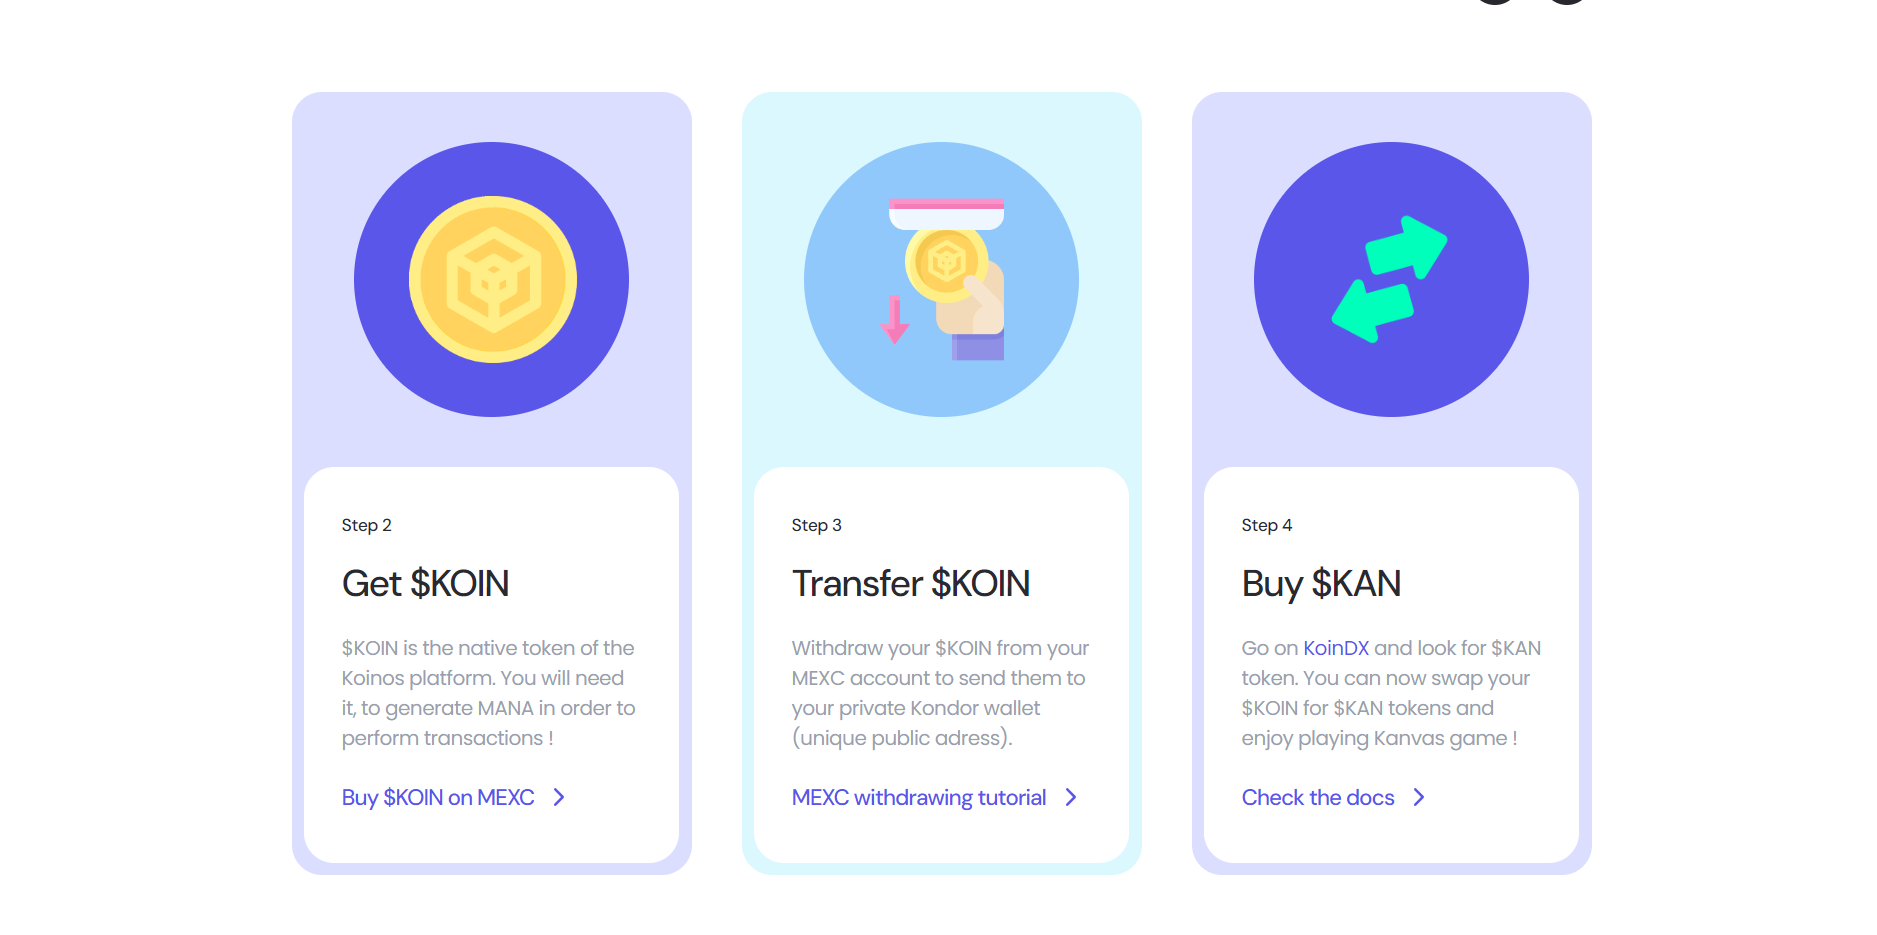 Step 2
Get $KOIN
$KOIN is the native token of the
Koinos platform. You will need
it, to generate MANA in order to
perform transactions !
Buy $KOIN on MEXC
Step 3
Transfer $KOIN
Withdraw your $KOIN from your
MEXC account to send them to
your private Kondor wallet
(unique public adress).
MEXC withdrawing tutorial
Step 4
Buy $KAN
Go on KoinDX and look for $KAN
token. You can now swap your
$KOIN for $KAN tokens and
enjoy playing Kanvas game !
Check the docs